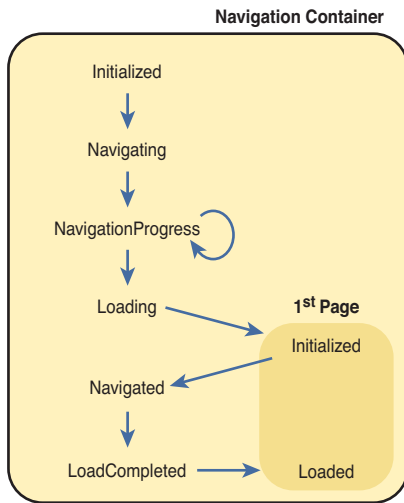 Navigation Container
Initialized
Navigating
NavigationProgress
Loading
1st Page
Initialized
Navigated
LoadCompleted
Loaded